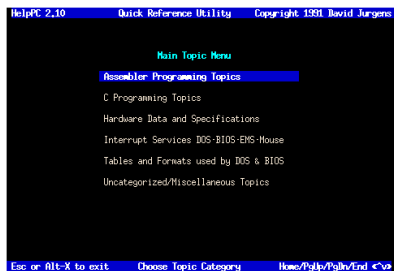 HelpPC 2.10 Quick Reference Utility Copyright 1991 David Jurgens
Main Topic Menu
Assembler Programming Topics
C Programming Topics
Hardware Data and Specifications
Interrupt Services DOS-BIOS-EMS-Mouse
Tables and Formats used by DOS & BIOS
Uncategorized/Miscellaneous Topics
Esc or Alt-X to exit Choose Topic Category Home/PgUp/PgDn/End